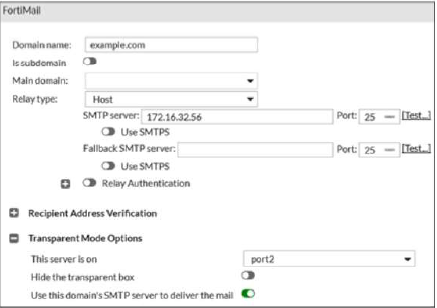 FortiMail
Domain name: example.com
Is subdomain
Main domain:
Relay type: Host
SMTP server: 172.16.32.56 Port: 25 [Test...]
Use SMTPS
Fallback SMTP server: Port: 25 [Test...]
Use SMTPS
Relay Authentication
Recipient Address Verification
Transparent Mode Options
This server is on port2
Hide the transparent box
Use this domain's SMTP server to deliver the mail